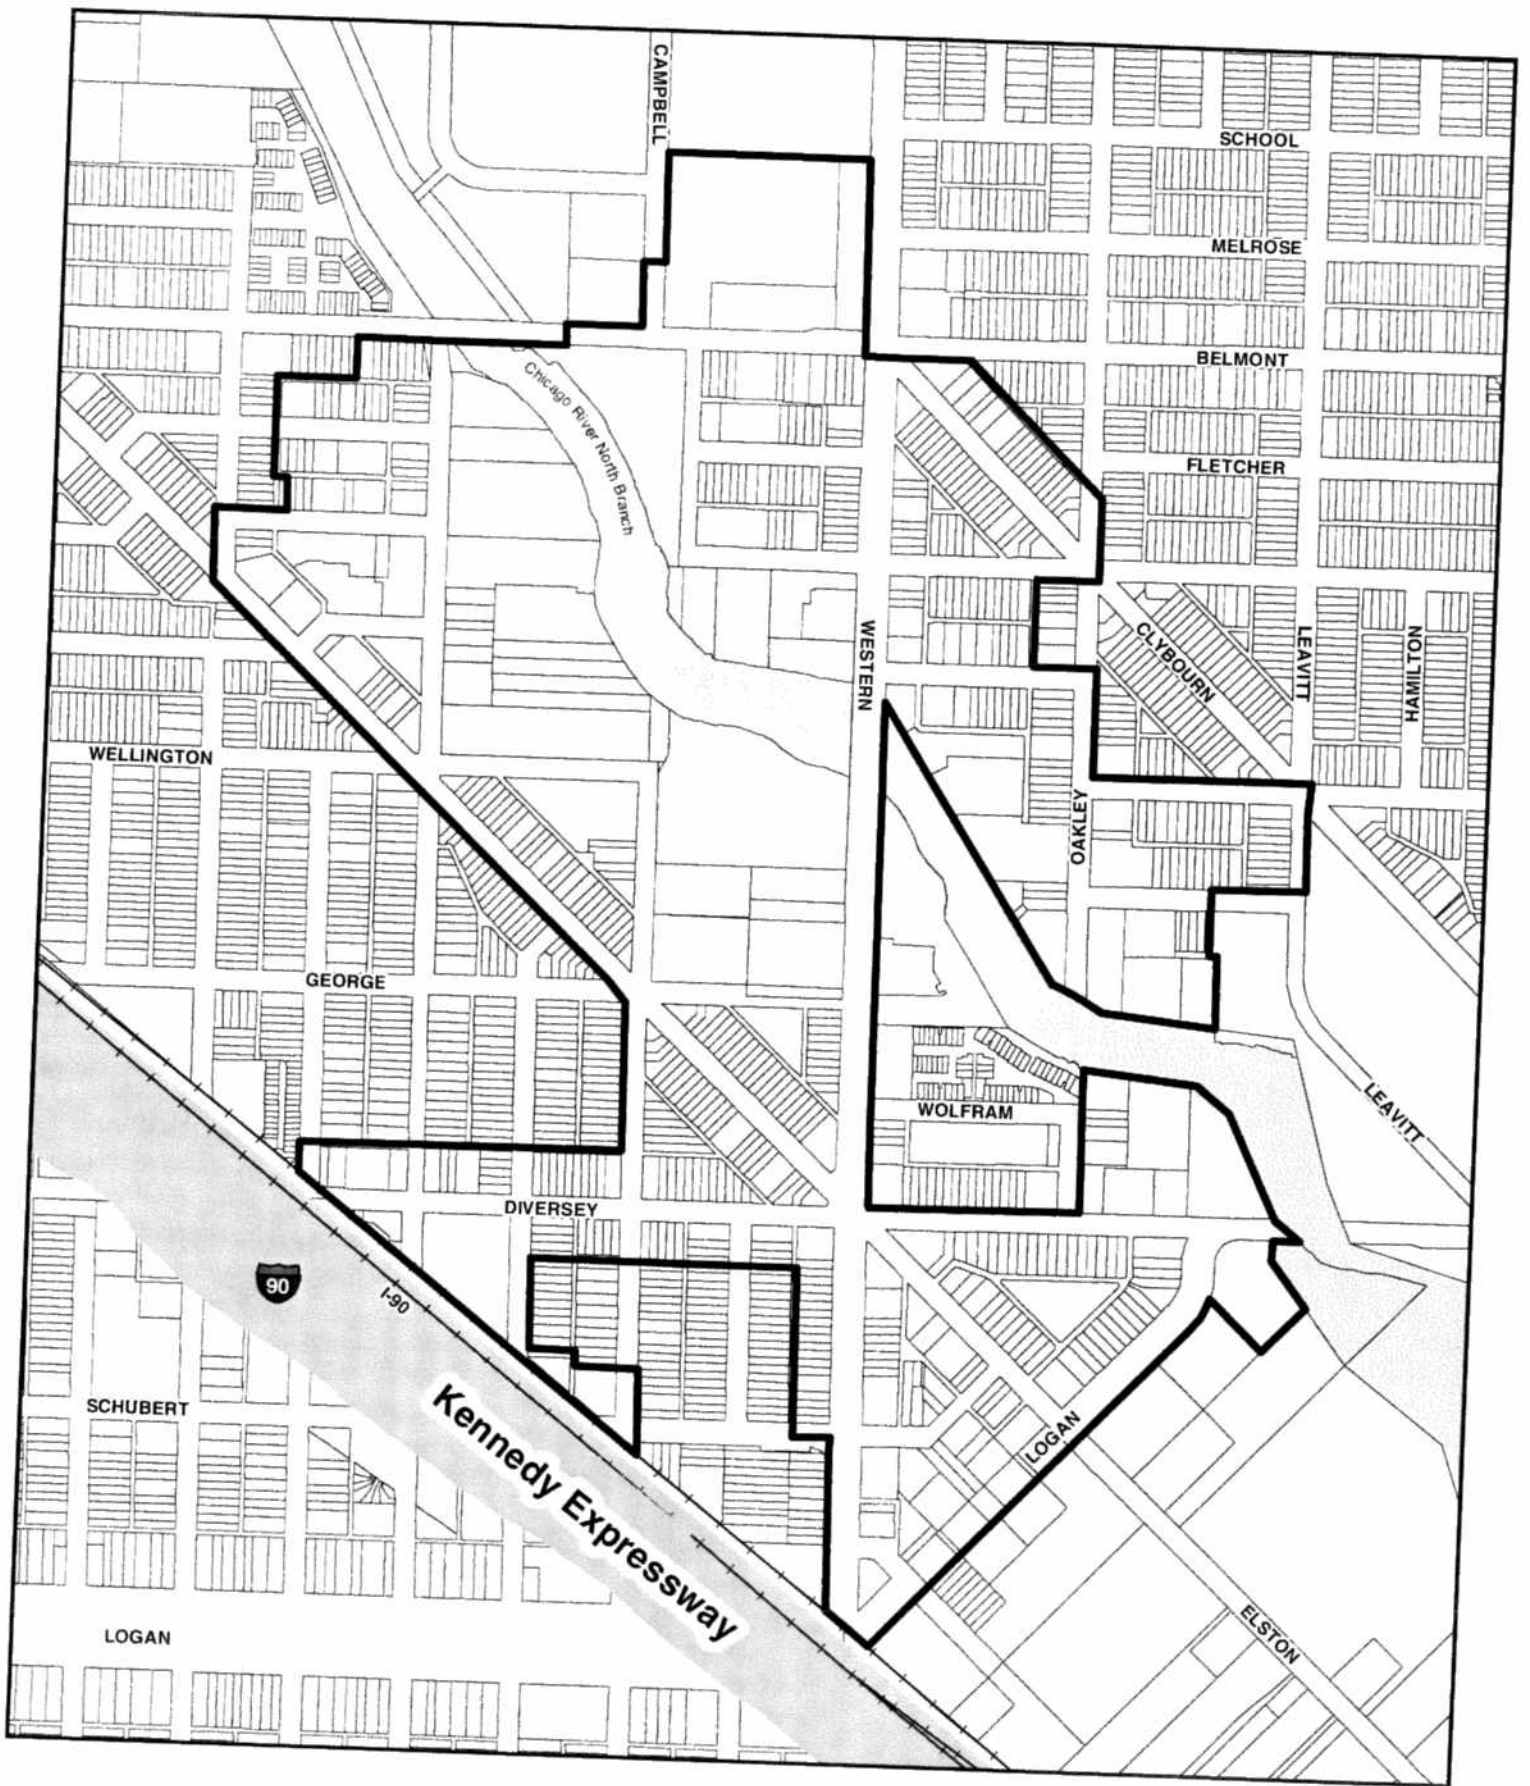 CAMPBELL
SCHOOL
MELROSE
BELMONT
Chicago River North Branch
FLETCHER
WESTERN
CLYBOURN
LEAVITT
HAMILTON
WELLINGTON
OAKLEY
GEORGE
WOLFRAM
LEAVITT
DIVERSEY
90
I-90
SCHUBERT
Kennedy Expressway
LOGAN
ELSTON
LOGAN